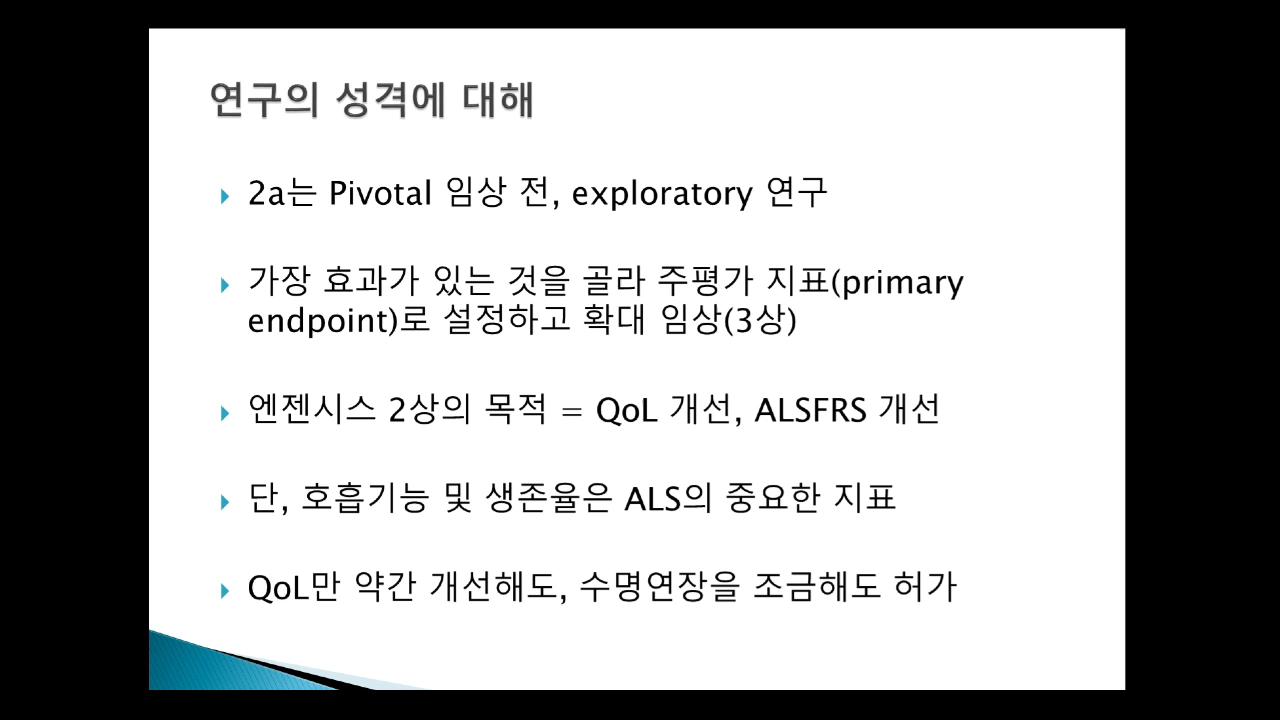 연구의 성격에 대해
2a는 Pivotal 임상 전, exploratory 연구
가장 효과가 있는 것을 골라 주평가 지표(primary
endpoint)로 설정하고 확대 임상(3상)
엔젠시스 2상의 목적 = QoL 개선, ALSFRS 개선
단, 호흡기능 및 생존율은 ALS의 중요한 지표
QoL만 약간 개선해도, 수명연장을 조금해도 허가